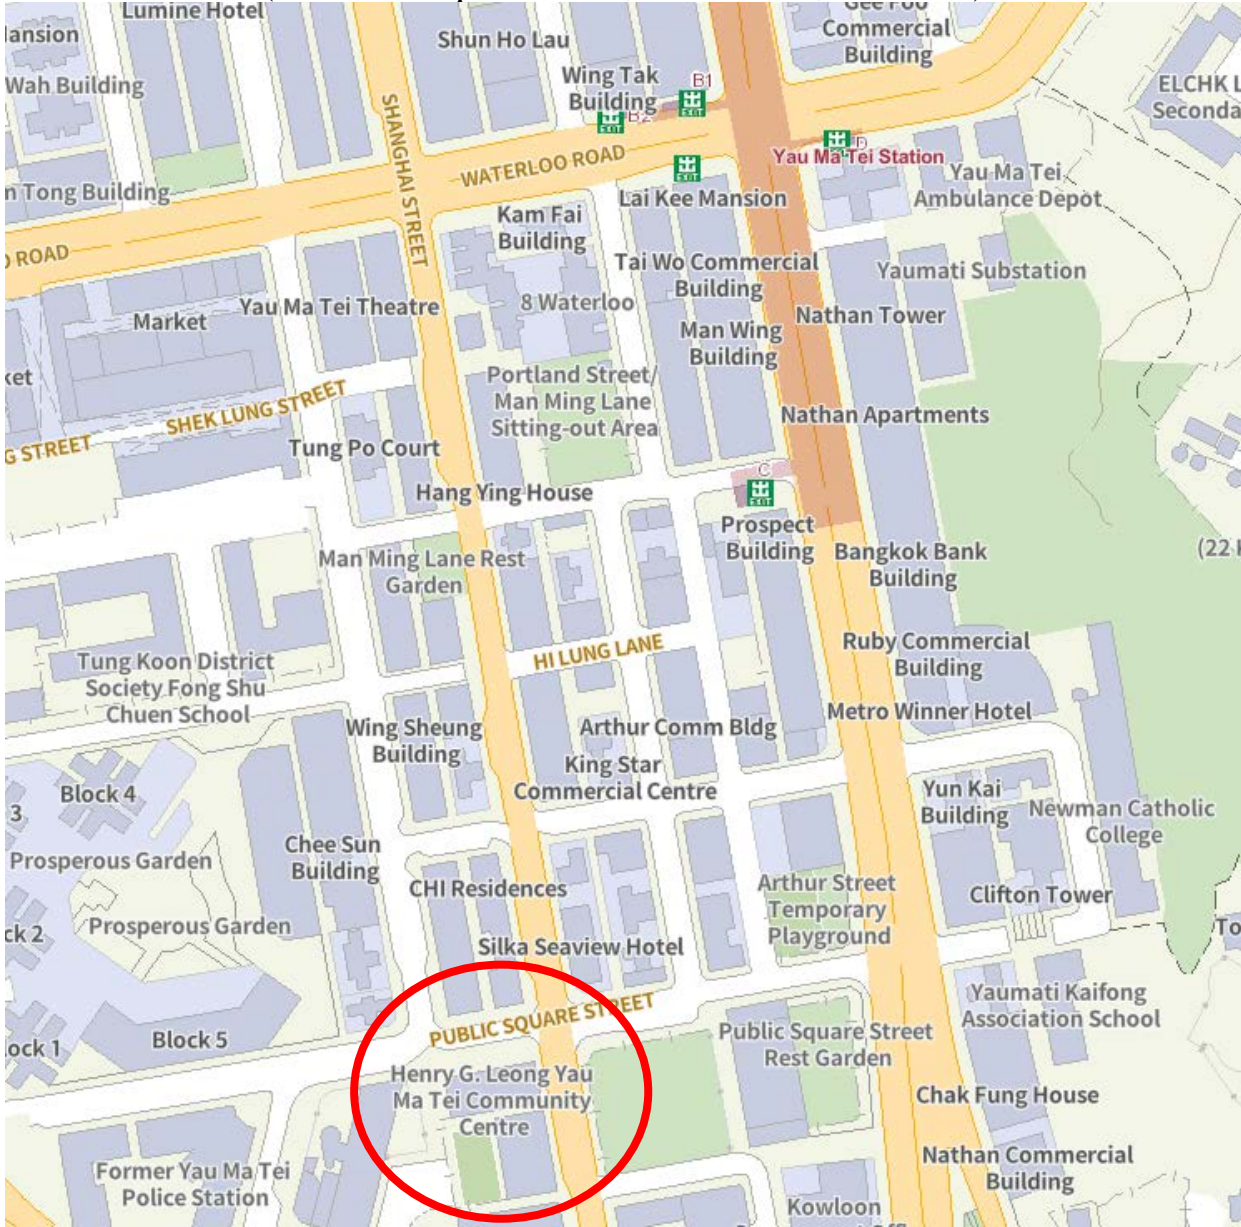 Lumine Hotel
Gee Foo
Commercial
Building
ansion
Shun Ho Lau
Wah Building
Wing Tak
Building
B1
EXIT
B2
EXIT
ELCHK L
Seconda
SHANGHAI STREET
WATERLOO ROAD
EXIT
D
Yau Ma Tei Station
EXIT
n Tong Building
Lai Kee Mansion
Yau Ma Tei
Ambulance Depot
Kam Fai
Building
ROAD
Tai Wo Commercial
Building
Yaumati Substation
Yau Ma Tei Theatre
8 Waterloo
Market
Man Wing
Building
Nathan Tower
ket
Portland Street/
Man Ming Lane
Sitting-out Area
SHEK LUNG STREET
G STREET
Nathan Apartments
Tung Po Court
C
EXIT
Hang Ying House
Prospect
Building
Bangkok Bank
Building
(22
Man Ming Lane Rest
Garden
HI LUNG LANE
Ruby Commercial
Building
Tung Koon District
Society Fong Shu
Chuen School
Metro Winner Hotel
Wing Sheung
Building
Arthur Comm Bldg
King Star
Commercial Centre
Block 4
3
Yun Kai
Building
Newman Catholic
College
Prosperous Garden
Chee Sun
Building
CHI Residences
Arthur Street
Temporary
Playground
Clifton Tower
Prosperous Garden
ck 2
Silka Seaview Hotel
To
PUBLIC SQUARE STREET
Yaumati Kaifong
Association School
Block 5
ock 1
Public Square Street
Rest Garden
Henry G. Leong Yau
Ma Tei Community
Centre
Chak Fung House
Former Yau Ma Tei
Police Station
Nathan Commercial
Building
Kowloon